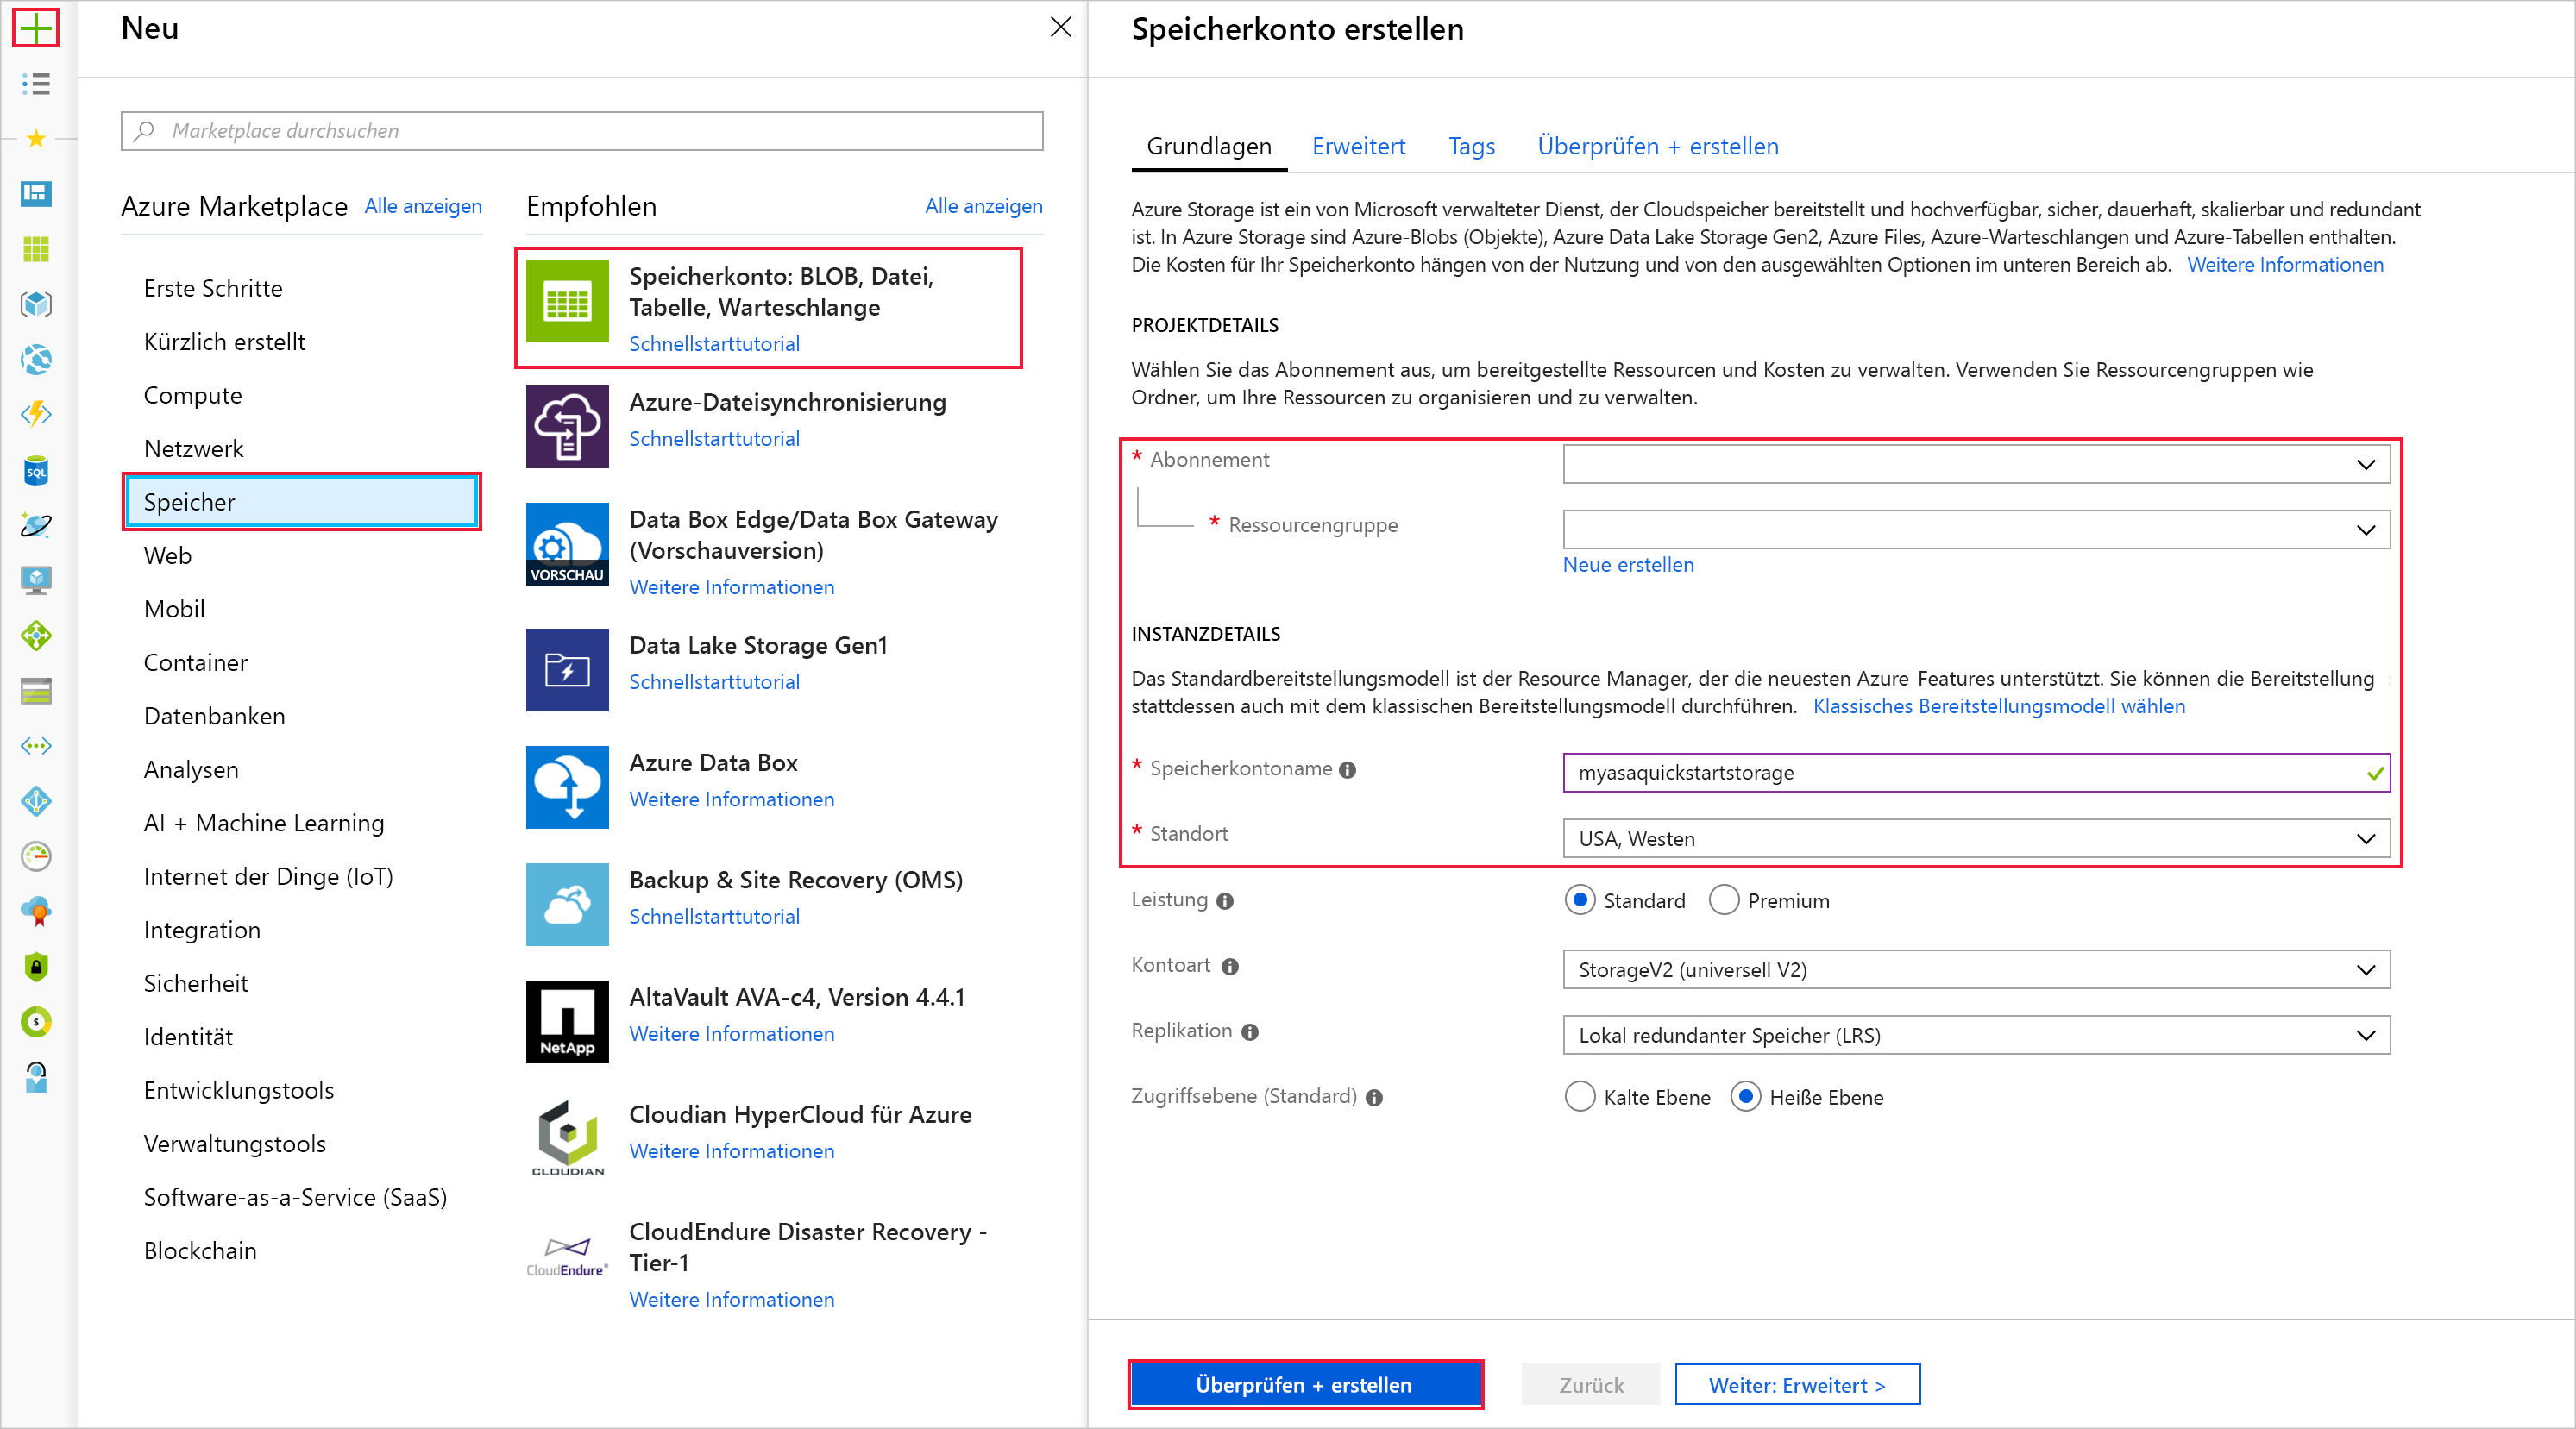 Neu
Marketplace durchsuchen
Azure Marketplace
Alle anzeigen
Erste Schritte
Kürzlich erstellt
Compute
Netzwerk
Speicher
Web
Mobil
Container
Datenbanken
Analysen
AI + Machine Learning
Internet der Dinge (IoT)
Integration
Sicherheit
Identität
Entwicklungstools
Verwaltungstools
Software-as-a-Service (SaaS)
Blockchain
SQL
$
Empfohlen
Alle anzeigen
Speicherkonto: BLOB, Datei,
Tabelle, Warteschlange
Schnellstarttutorial
Azure-Dateisynchronisierung
Schnellstarttutorial
VORSCHAU
Data Box Edge/Data Box Gateway
(Vorschauversion)
Weitere Informationen
Data Lake Storage Gen1
Schnellstarttutorial
Azure Data Box
Weitere Informationen
Backup & Site Recovery (OMS)
Schnellstarttutorial
NetApp
AltaVault AVA-c4, Version 4.4.1
Weitere Informationen
CLOUDIAN
Cloudian HyperCloud für Azure
Weitere Informationen
CloudEndure®
CloudEndure Disaster Recovery -
Tier-1
Weitere Informationen
Speicherkonto erstellen
Grundlagen
Erweitert
Tags
Überprüfen + erstellen
Azure Storage ist ein von Microsoft verwalteter Dienst, der Cloudspeicher bereitstellt und hochverfügbar, sicher, dauerhaft, skalierbar und redundant
ist. In Azure Storage sind Azure-Blobs (Objekte), Azure Data Lake Storage Gen2, Azure Files, Azure-Warteschlangen und Azure-Tabellen enthalten.
Die Kosten für Ihr Speicherkonto hängen von der Nutzung und von den ausgewählten Optionen im unteren Bereich ab. Weitere Informationen
PROJEKTDETAILS
Wählen Sie das Abonnement aus, um bereitgestellte Ressourcen und Kosten zu verwalten. Verwenden Sie Ressourcengruppen wie
Ordner, um Ihre Ressourcen zu organisieren und zu verwalten.
* Abonnement
* Ressourcengruppe
Neue erstellen
INSTANZDETAILS
Das Standardbereitstellungsmodell ist der Resource Manager, der die neuesten Azure-Features unterstützt. Sie können die Bereitstellung
stattdessen auch mit dem klassischen Bereitstellungsmodell durchführen. Klassisches Bereitstellungsmodell wählen
* Speicherkontoname
myasaquickstartstorage
* Standort
USA, Westen
Leistung
Standard
Premium
Kontoart
StorageV2 (universell V2)
Replikation
Lokal redundanter Speicher (LRS)
Zugriffsebene (Standard)
Kalte Ebene
Heiße Ebene
Überprüfen + erstellen
Zurück
Weiter: Erweitert >